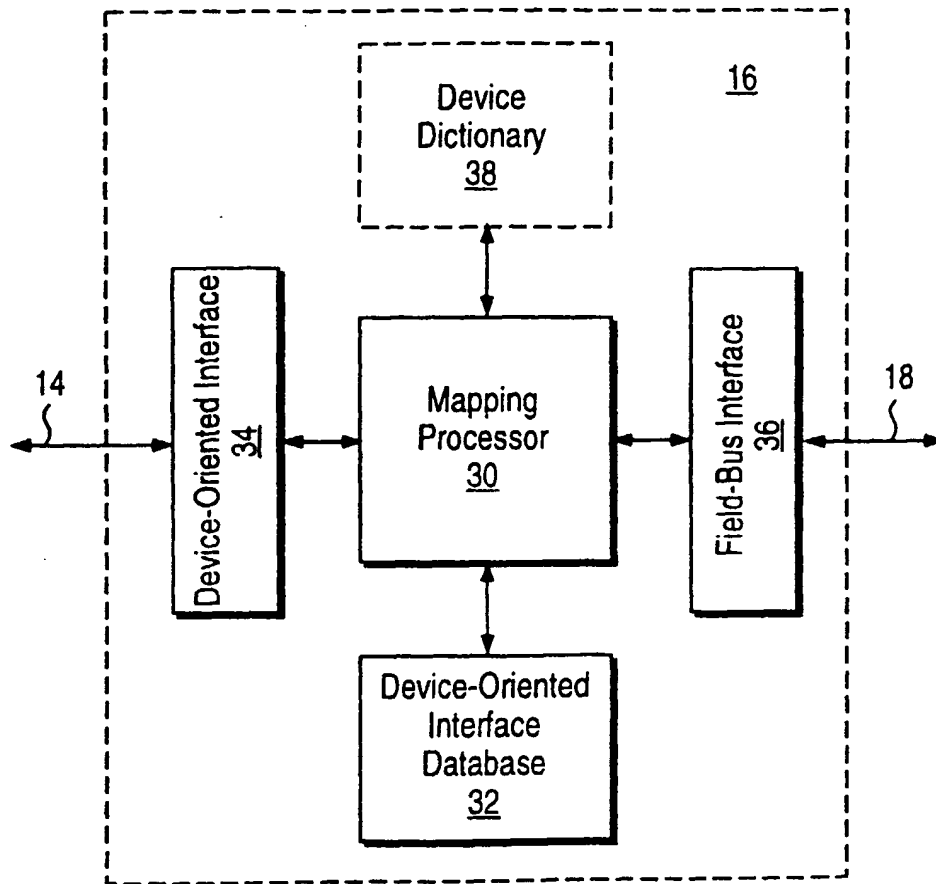 16
Device
Dictionary
38
14
Device-Oriented Interface
34
Mapping
Processor
30
Field-Bus Interface
36
18
Device-Oriented
Interface
Database
32